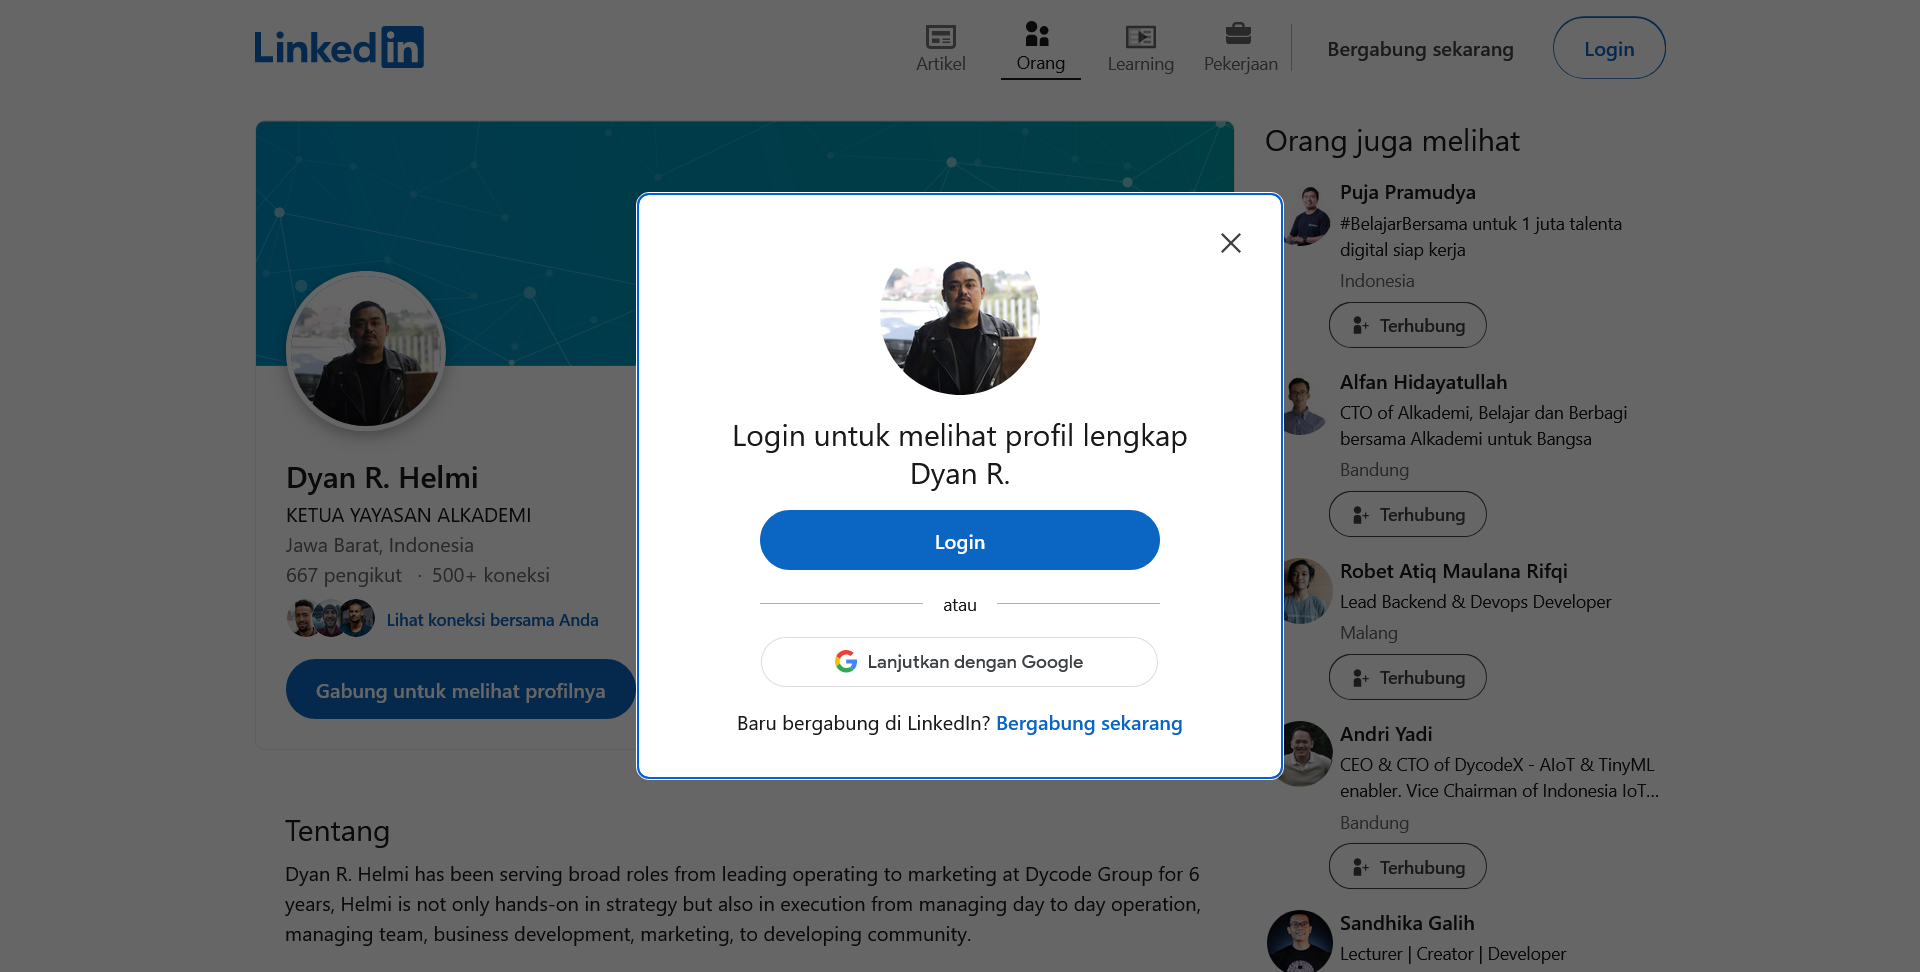 LinkedIn
Artikel
Orang
Learning
Pekerjaan
Bergabung sekarang
Login
Dyan R. Helmi
KETUA YAYASAN ALKADEMI
Jawa Barat, Indonesia
667 pengikut · 500+ koneksi
Lihat koneksi bersama Anda
Gabung untuk melihat profilnya
Login untuk melihat profil lengkap
Dyan R.
Login
atau
Lanjutkan dengan Google
Baru bergabung di LinkedIn? Bergabung sekarang
Tentang
Dyan R. Helmi has been serving broad roles from leading operating to marketing at Dycode Group for 6
years, Helmi is not only hands-on in strategy but also in execution from managing day to day operation,
managing team, business development, marketing, to developing community.
Orang juga melihat
Puja Pramudya
#BelajarBersama untuk 1 juta talenta
digital siap kerja
Indonesia
Terhubung
Alfan Hidayatullah
CTO of Alkademi, Belajar dan Berbagi
bersama Alkademi untuk Bangsa
Bandung
Terhubung
Robet Atiq Maulana Rifqi
Lead Backend & Devops Developer
Malang
Terhubung
Andri Yadi
CEO & CTO of DycodeX - AIoT & TinyML
enabler. Vice Chairman of Indonesia IoT...
Bandung
Terhubung
Sandhika Galih
Lecturer | Creator | Developer